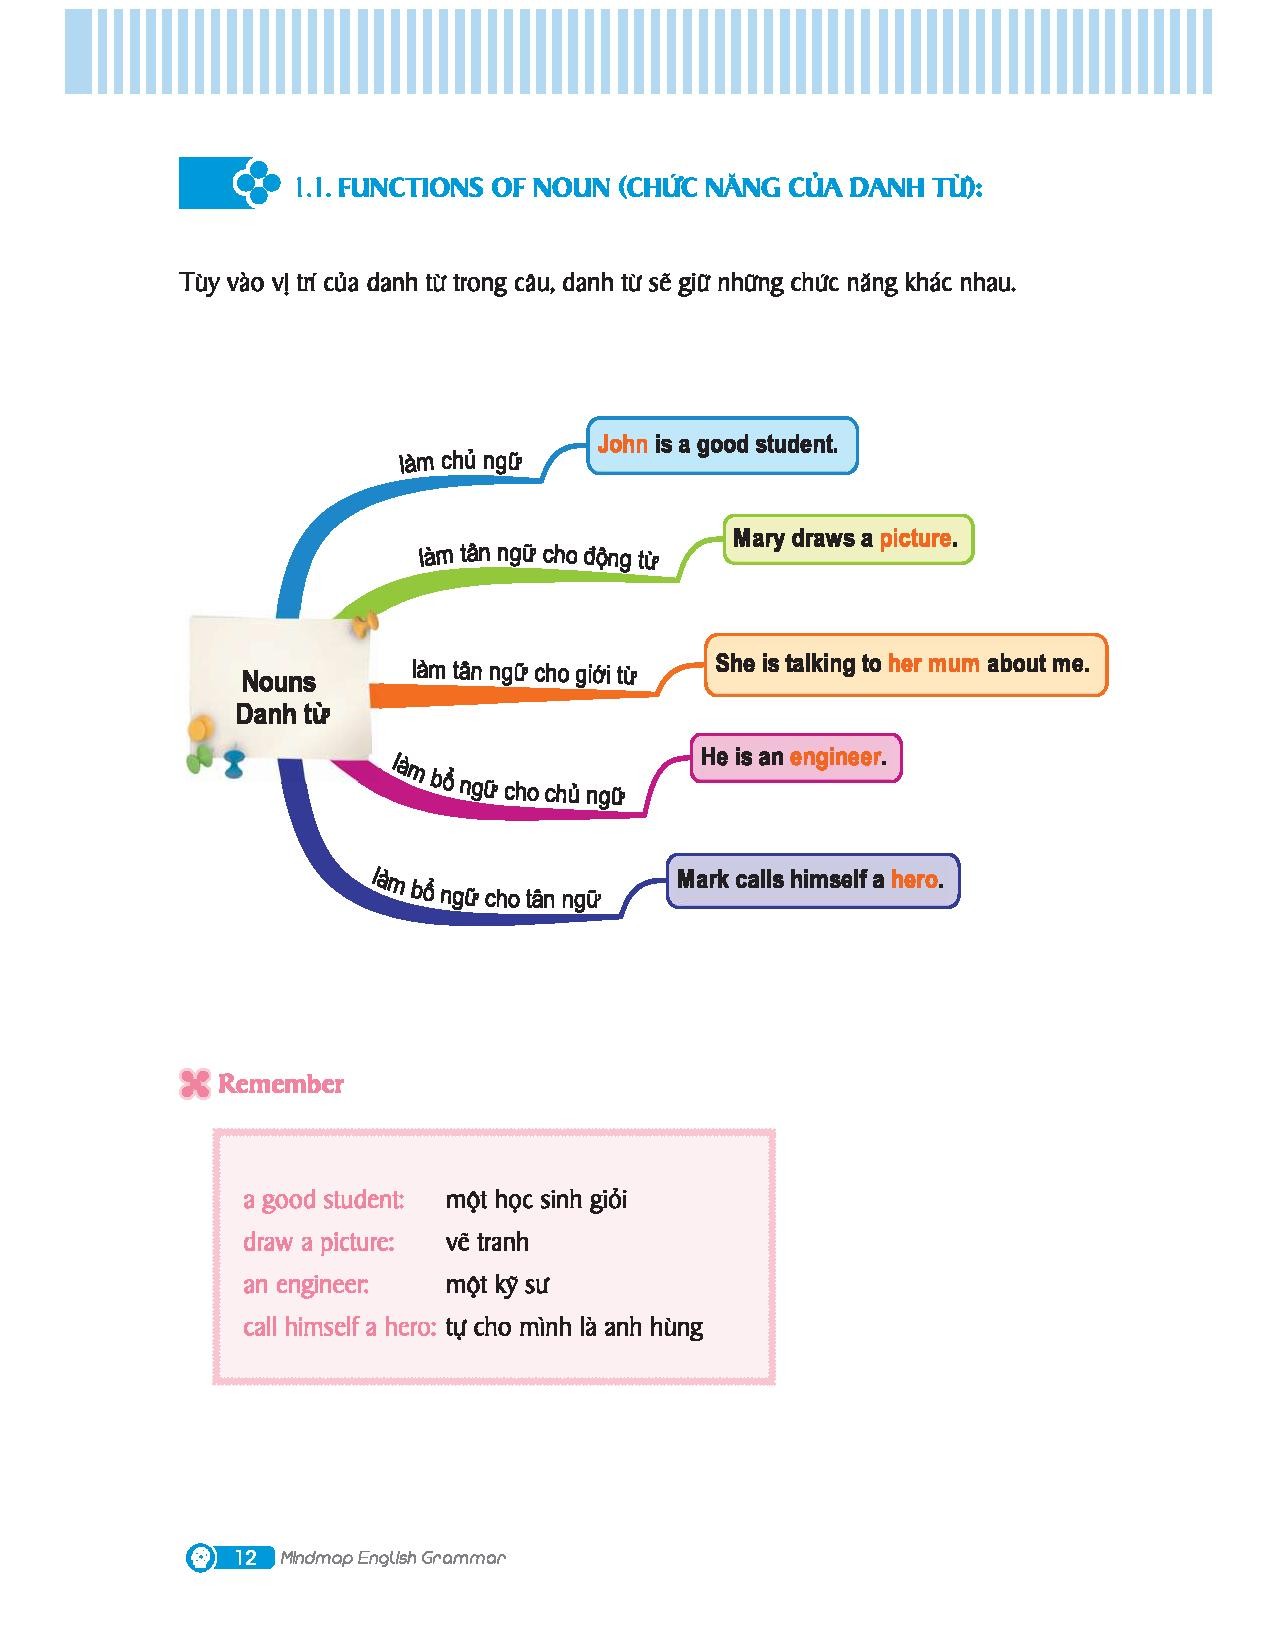 1.1. FUNCTIONS OF NOUN (CHỨC NĂNG CỦA DANH TỪ):
Tùy vào vị trí của danh từ trong câu, danh từ sẽ giữ những chức năng khác nhau.
làm chủ ngữ
John is a good student.
làm tân ngữ cho động từ
Mary draws a picture.
làm tân ngữ cho giới từ
She is talking to her mum about me.
Nouns
Danh từ
làm bổ ngữ cho chủ ngữ
He is an engineer.
làm bổ ngữ cho tân ngữ
Mark calls himself a hero.
Remember
a good student: một học sinh giỏi
draw a picture: vẽ tranh
an engineer: một kỹ sư
call himself a hero: tự cho mình là anh hùng
12 Mindmap English Grammar